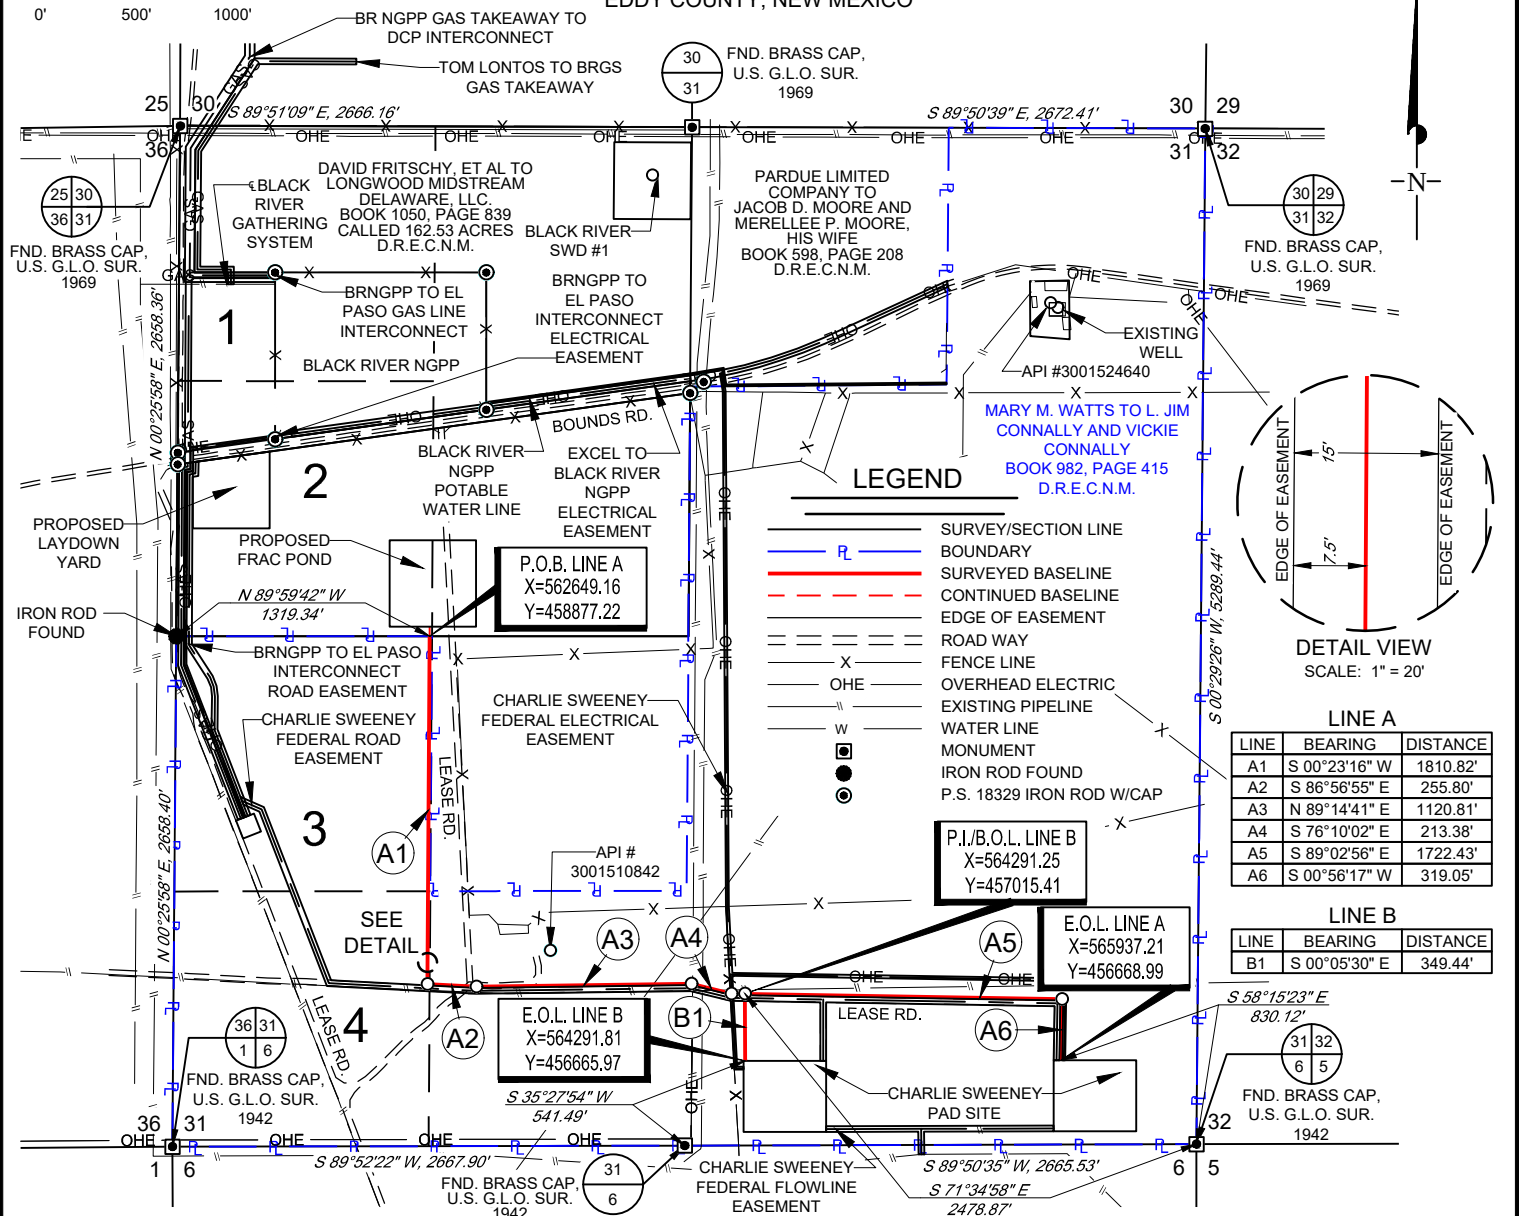 EDDY COUNTY, NEW MEXICO
0' 500' 1000'
BR NGPP GAS TAKEAWAY TO
DCP INTERCONNECT
TOM LONTOS TO BRGS
GAS TAKEAWAY
30
31
FND. BRASS CAP,
U.S. G.L.O. SUR.
1969
25 30
36
S 89°51'09" E, 2666.16'
S 89°50'39" E, 2672.41'
30 29
31 32
N
25 30
36 31
FND. BRASS CAP,
U.S. G.L.O. SUR.
1969
BLACK
RIVER
GATHERING
SYSTEM
DAVID FRITSCHY, ET AL TO
LONGWOOD MIDSTREAM
DELAWARE, LLC.
BOOK 1050, PAGE 839
CALLED 162.53 ACRES
D.R.E.C.N.M.
BLACK RIVER
SWD #1
PARDUE LIMITED
COMPANY TO
JACOB D. MOORE AND
MERELLEE P. MOORE,
HIS WIFE
BOOK 598, PAGE 208
D.R.E.C.N.M.
30 29
31 32
FND. BRASS CAP,
U.S. G.L.O. SUR.
1969
BRNGPP TO EL
PASO GAS LINE
INTERCONNECT
BRNGPP TO
EL PASO
INTERCONNECT
ELECTRICAL
EASEMENT
1
BLACK RIVER NGPP
N 00°25'58" E, 2658.36'
EXISTING
WELL
API #3001524640
MARY M. WATTS TO L. JIM
CONNALLY AND VICKIE
CONNALLY
BOOK 982, PAGE 415
D.R.E.C.N.M.
BOUNDS RD.
2
BLACK RIVER
NGPP
POTABLE
WATER LINE
EXCEL TO
BLACK RIVER
NGPP
ELECTRICAL
EASEMENT
PROPOSED
LAYDOWN
YARD
PROPOSED
FRAC POND
P.O.B. LINE A
X=562649.16
Y=458877.22
IRON ROD
FOUND
N 89°59'42" W
1319.34'
LEGEND
SURVEY/SECTION LINE
PL BOUNDARY
SURVEYED BASELINE
CONTINUED BASELINE
EDGE OF EASEMENT
ROAD WAY
X FENCE LINE
OHE OVERHEAD ELECTRIC
EXISTING PIPELINE
W WATER LINE
MONUMENT
IRON ROD FOUND
P.S. 18329 IRON ROD W/CAP
EDGE OF EASEMENT
15'
7.5'
EDGE OF EASEMENT
DETAIL VIEW
SCALE: 1" = 20'
S 00°29'26" W, 5289.44'
BRNGPP TO EL PASO
INTERCONNECT
ROAD EASEMENT
CHARLIE SWEENEY
FEDERAL ROAD
EASEMENT
CHARLIE SWEENEY
FEDERAL ELECTRICAL
EASEMENT
LEASE RD.
3
A1
API #
3001510842
N 00°25'58" E, 2658.40'
LINE A
LINE BEARING DISTANCE
A1 S 00°23'16" W 1810.82'
A2 S 86°56'55" E 255.80'
A3 N 89°14'41" E 1120.81'
A4 S 76°10'02" E 213.38'
A5 S 89°02'56" E 1722.43'
A6 S 00°56'17" W 319.05'
LINE B
LINE BEARING DISTANCE
B1 S 00°05'30" E 349.44'
P.I./B.O.L. LINE B
X=564291.25
Y=457015.41
SEE
DETAIL
A3
A4
A5
E.O.L. LINE A
X=565937.21
Y=456668.99
4
LEASE RD.
A2
E.O.L. LINE B
X=564291.81
Y=456665.97
B1
LEASE RD.
A6
S 58°15'23" E
830.12'
36 31
1 6
FND. BRASS CAP,
U.S. G.L.O. SUR.
1942
S 35°27'54" W
541.49'
CHARLIE SWEENEY
PAD SITE
31 32
6 5
FND. BRASS CAP,
U.S. G.L.O. SUR.
1942
36 31
1 6
S 89°52'22" W, 2667.90'
FND. BRASS CAP,
U.S. G.L.O. SUR.
1942
31
6
CHARLIE SWEENEY
FEDERAL FLOWLINE
EASEMENT
S 89°50'35" W, 2665.53'
32
6 5
S 71°34'58" E
2478.87'